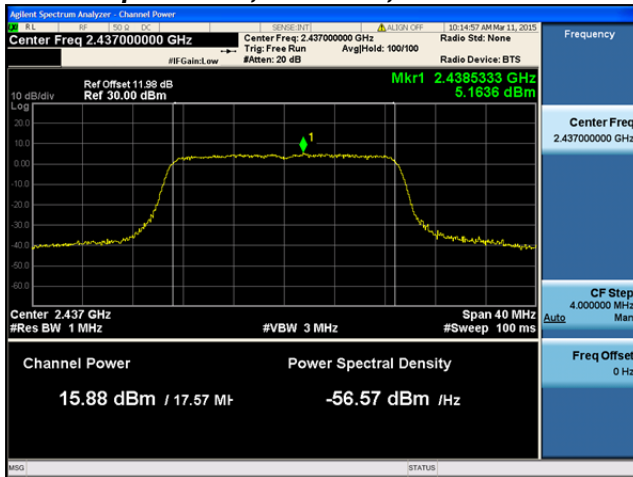 Agilent Spectrum Analyzer - Channel Power
RL RF 50 Ω DC SENSE:INT ALIGN OFF 10:14:57 AM Mar 11, 2015
Center Freq 2.437000000 GHz
Center Freq: 2.437000000 GHz Radio Std: None
Trig: Free Run Avg|Hold: 100/100
#IFGain:Low #Atten: 20 dB Radio Device: BTS
Frequency
Mkr1 2.4385333 GHz
5.1636 dBm
Ref Offset 11.98 dB
10 dB/div Ref 30.00 dBm
Log
20.0
10.0
0.00
-10.0
-20.0
-30.0
-40.0
-50.0
-60.0
1
Center 2.437 GHz Span 40 MHz
#Res BW 1 MHz #VBW 3 MHz #Sweep 100 ms
Center Freq
2.437000000 GHz
CF Step
4.000000 MHz
Auto Man
Freq Offset
0 Hz
Channel Power Power Spectral Density
15.88 dBm / 17.57 MH -56.57 dBm /Hz
MSG STATUS